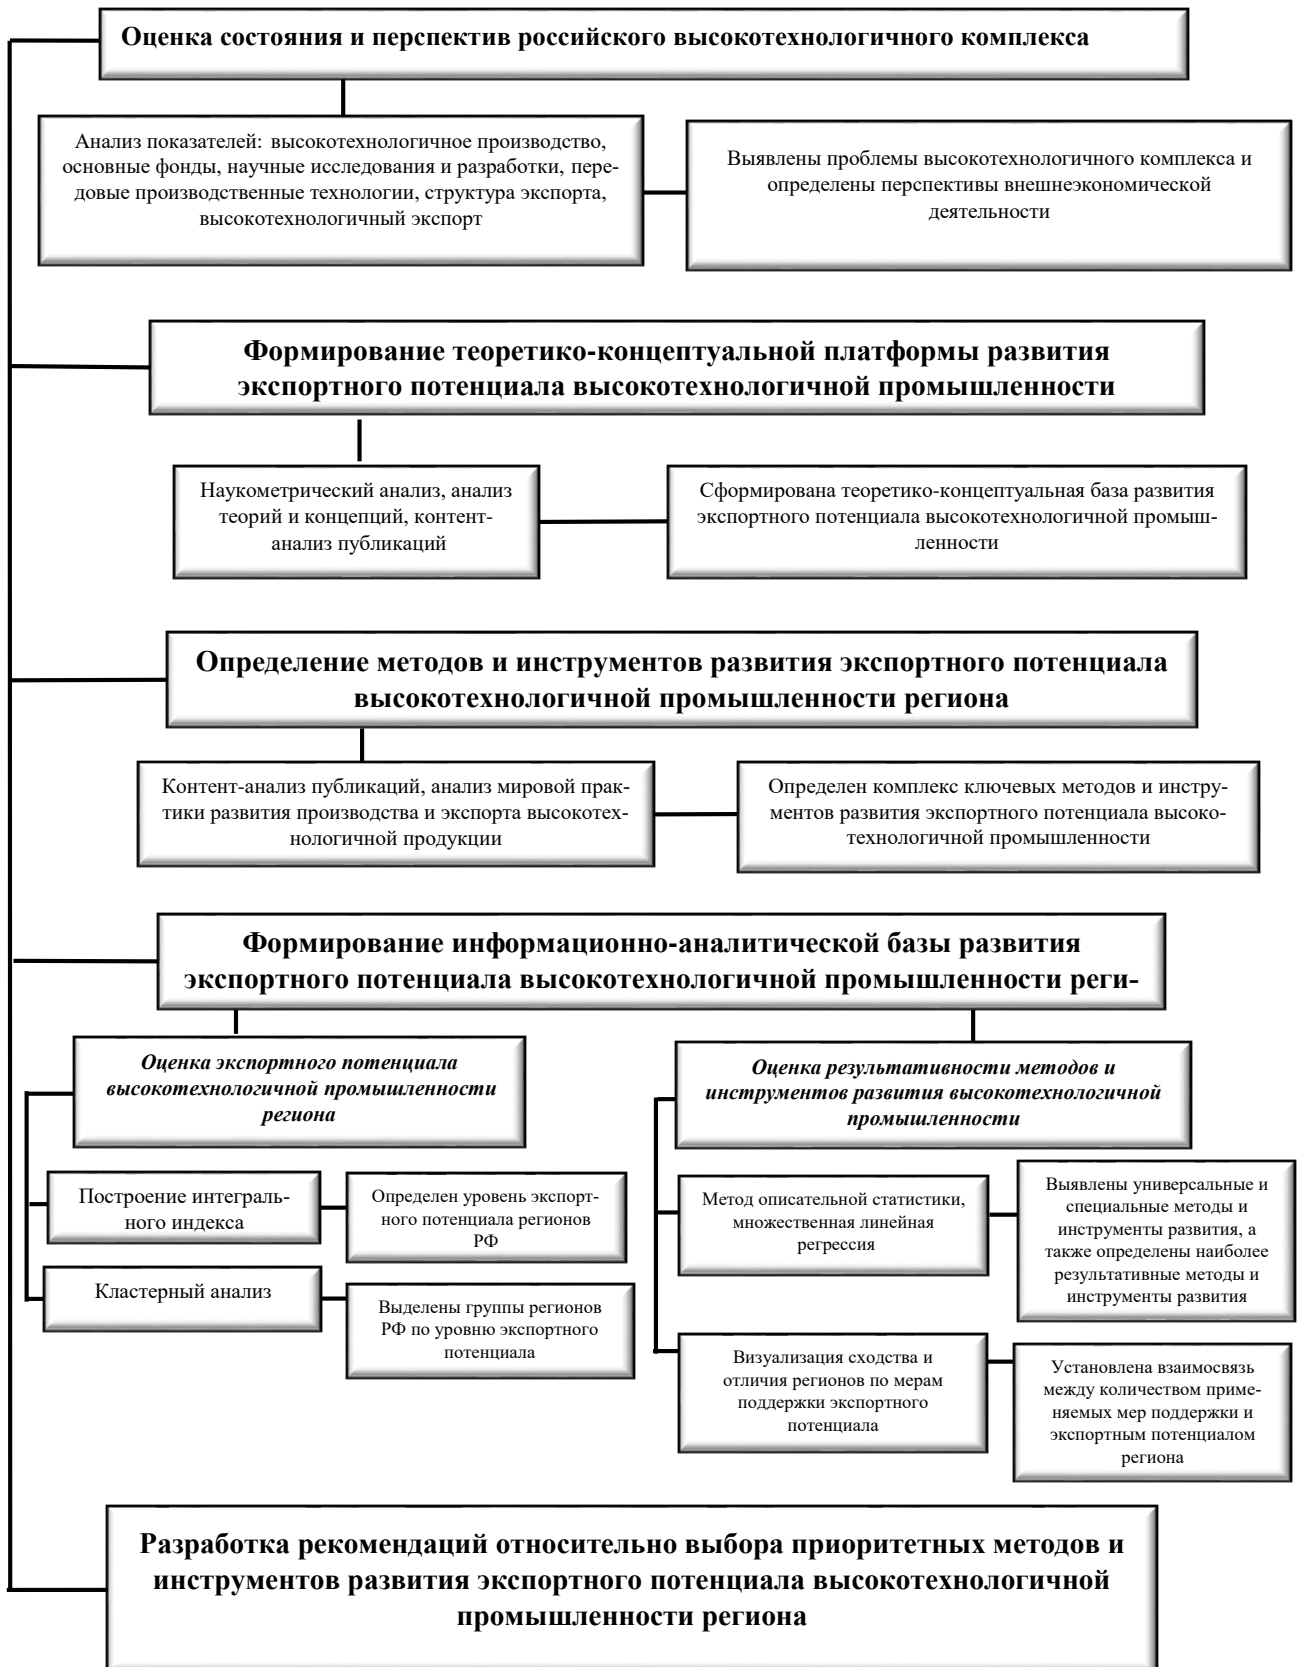 Оценка состояния и перспектив российского высокотехнологичного комплекса
Анализ показателей: высокотехнологичное производство,
основные фонды, научные исследования и разработки, пере-
довые производственные технологии, структура экспорта,
высокотехнологичный экспорт
Выявлены проблемы высокотехнологичного комплекса и
определены перспективы внешнеэкономической
деятельности
Формирование теоретико-концептуальной платформы развития
экспортного потенциала высокотехнологичной промышленности
Наукометрический анализ, анализ
теорий и концепций, контент-
анализ публикаций
Сформирована теоретико-концептуальная база развития
экспортного потенциала высокотехнологичной промыш-
ленности
Определение методов и инструментов развития экспортного потенциала
высокотехнологичной промышленности региона
Контент-анализ публикаций, анализ мировой прак-
тики развития производства и экспорта высокотех-
нологичной продукции
Определен комплекс ключевых методов и инстру-
ментов развития экспортного потенциала высоко-
технологичной промышленности
Формирование информационно-аналитической базы развития
экспортного потенциала высокотехнологичной промышленности реги-
Оценка экспортного потенциала
высокотехнологичной промышленности
региона
Построение интеграль-
ного индекса
Определен уровень экспорт-
ного потенциала регионов
РФ
Кластерный анализ
Выделены группы регионов
РФ по уровню экспортного
потенциала
Оценка результативности методов и
инструментов развития высокотехнологичной
промышленности
Метод описательной статистики,
множественная линейная
регрессия
Выявлены универсальные и
специальные методы и
инструменты развития, а
также определены наиболее
результативные методы и
инструменты развития
Визуализация сходства и
отличия регионов по мерам
поддержки экспортного
потенциала
Установлена взаимосвязь
между количеством приме-
няемых мер поддержки и
экспортным потенциалом
региона
Разработка рекомендаций относительно выбора приоритетных методов и
инструментов развития экспортного потенциала высокотехнологичной
промышленности региона